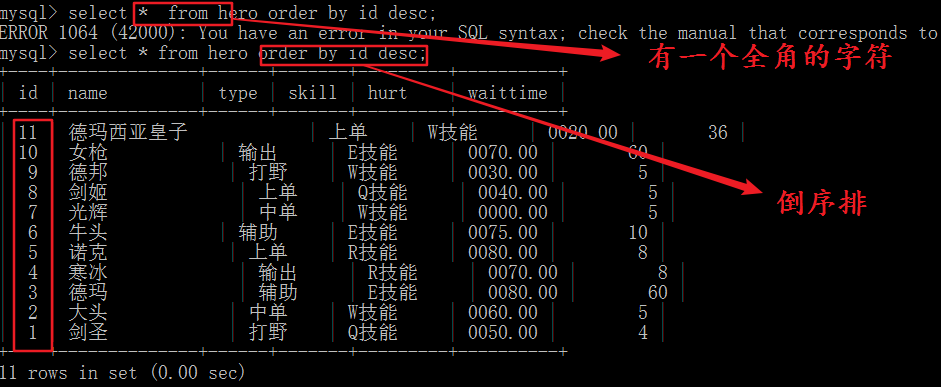 mysql> select *　from hero order by id desc;
ERROR 1064 (42000): You have an error in your SQL syntax; check the manual that corresponds to
mysql> select * from hero order by id desc;
有一个全角的字符
+----+--------------+------+-------+---------+----------+
| id | name | type | skill | hurt | waittime |
+----+--------------+------+-------+---------+----------+
| 11 | 德玛西亚皇子 | 上单 | W技能 | 0020.00 | 36 |
| 10 | 女枪 | 输出 | E技能 | 0070.00 | 60 |
| 9 | 德邦 | 打野 | W技能 | 0030.00 | 5 |
| 8 | 剑姬 | 上单 | Q技能 | 0040.00 | 5 |
| 7 | 光辉 | 中单 | W技能 | 0000.00 | 5 |
倒序排
| 6 | 牛头 | 辅助 | E技能 | 0075.00 | 10 |
| 5 | 诺克 | 上单 | R技能 | 0080.00 | 8 |
| 4 | 寒冰 | 输出 | R技能 | 0070.00 | 8 |
| 3 | 德玛 | 辅助 | E技能 | 0080.00 | 60 |
| 2 | 大头 | 中单 | W技能 | 0060.00 | 5 |
| 1 | 剑圣 | 打野 | Q技能 | 0050.00 | 4 |
+----+--------------+------+-------+---------+----------+
11 rows in set (0.00 sec)